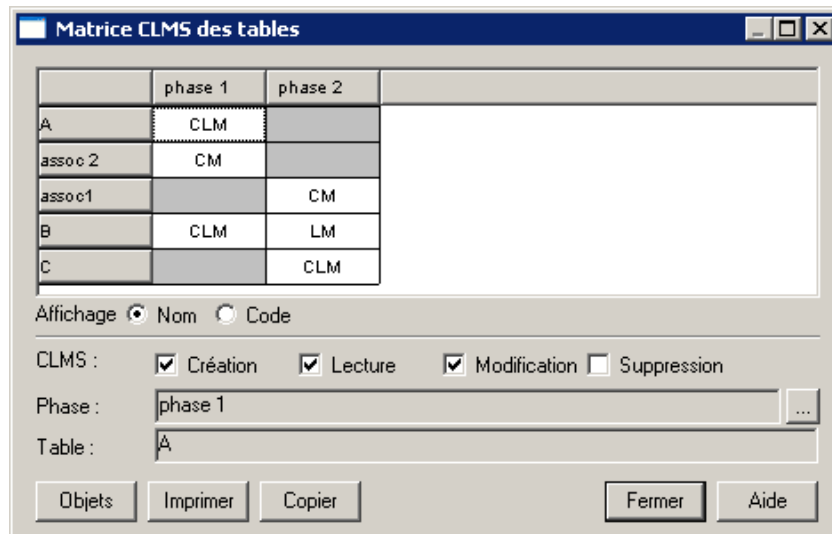 Matrice CLMS des tables
phase 1 phase 2
A CLM
assoc 2 CM
assoc1 CM
B CLM LM
C CLM
Affichage Nom Code
CLMS : Création Lecture Modification Suppression
Phase : phase 1 ...
Table : A
Objets Imprimer Copier Fermer Aide